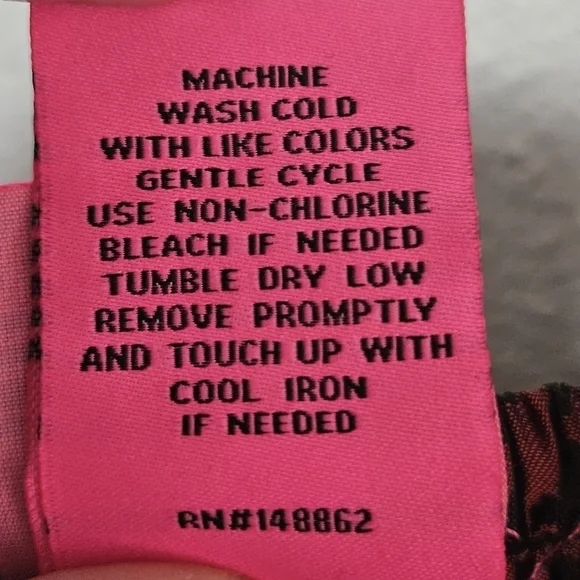 MACHINE
WASH COLD
WITH LIKE COLORS
GENTLE CYCLE
USE NON-CHLORINE
BLEACH IF NEEDED
TUMBLE DRY LOW
REMOVE PROMPTLY
AND TOUCH UP WITH
COOL IRON
IF NEEDED
RN#148862